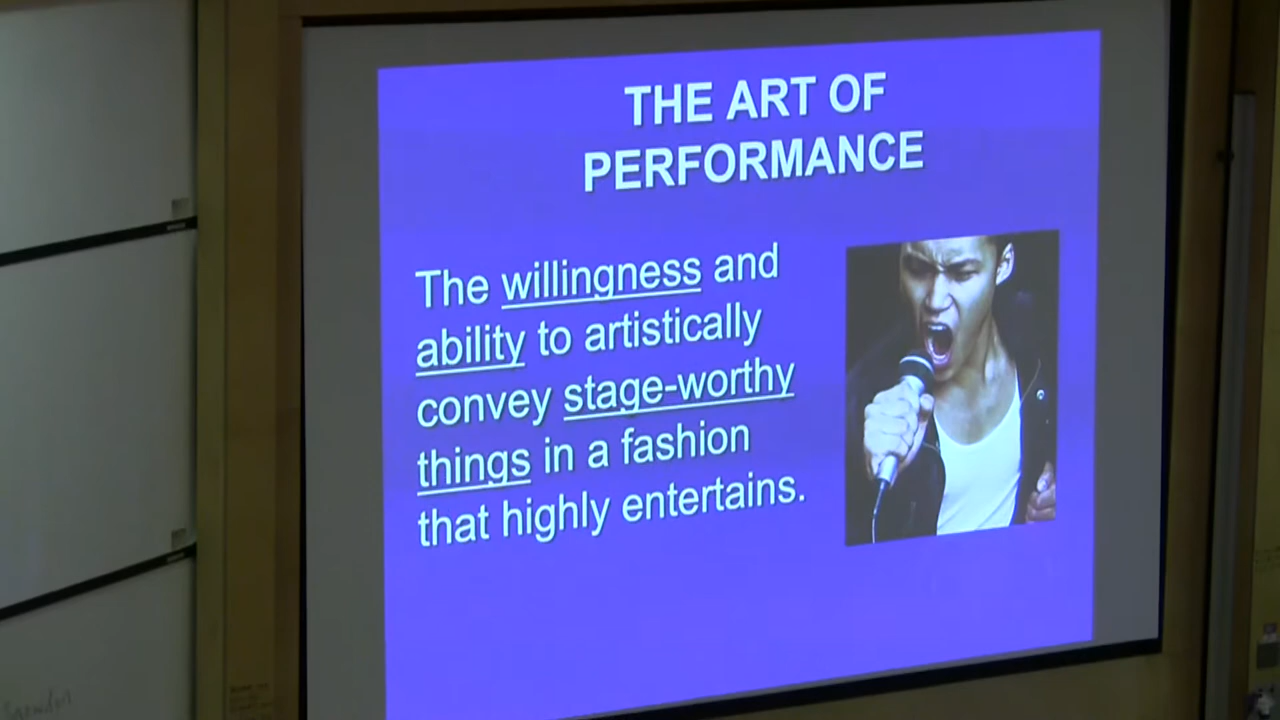 THE ART OF
PERFORMANCE
The willingness and
ability to artistically
convey stage-worthy
things in a fashion
that highly entertains.